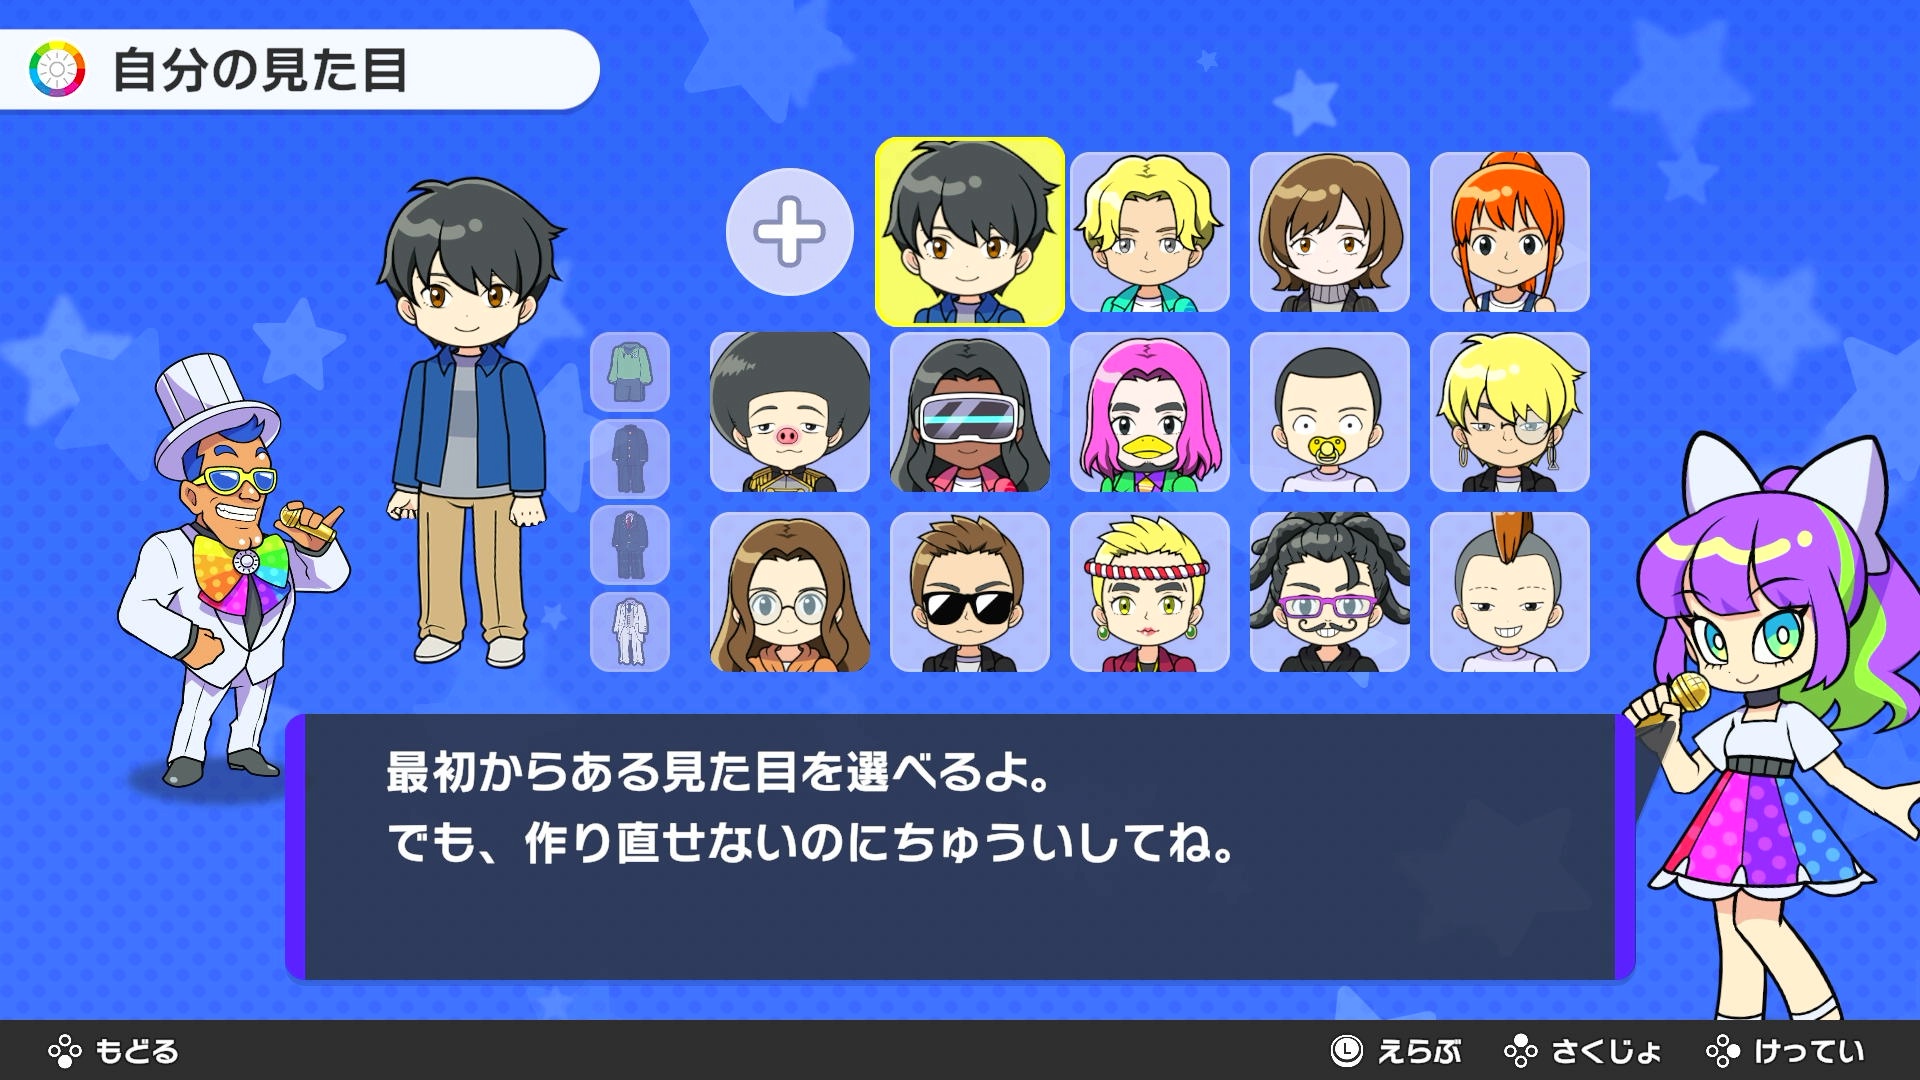 自分の見た目
最初からある見た目を選べるよ。
でも、作り直せないのにちゅういしてね。
もどる
L えらぶ
さくじょ
けってい